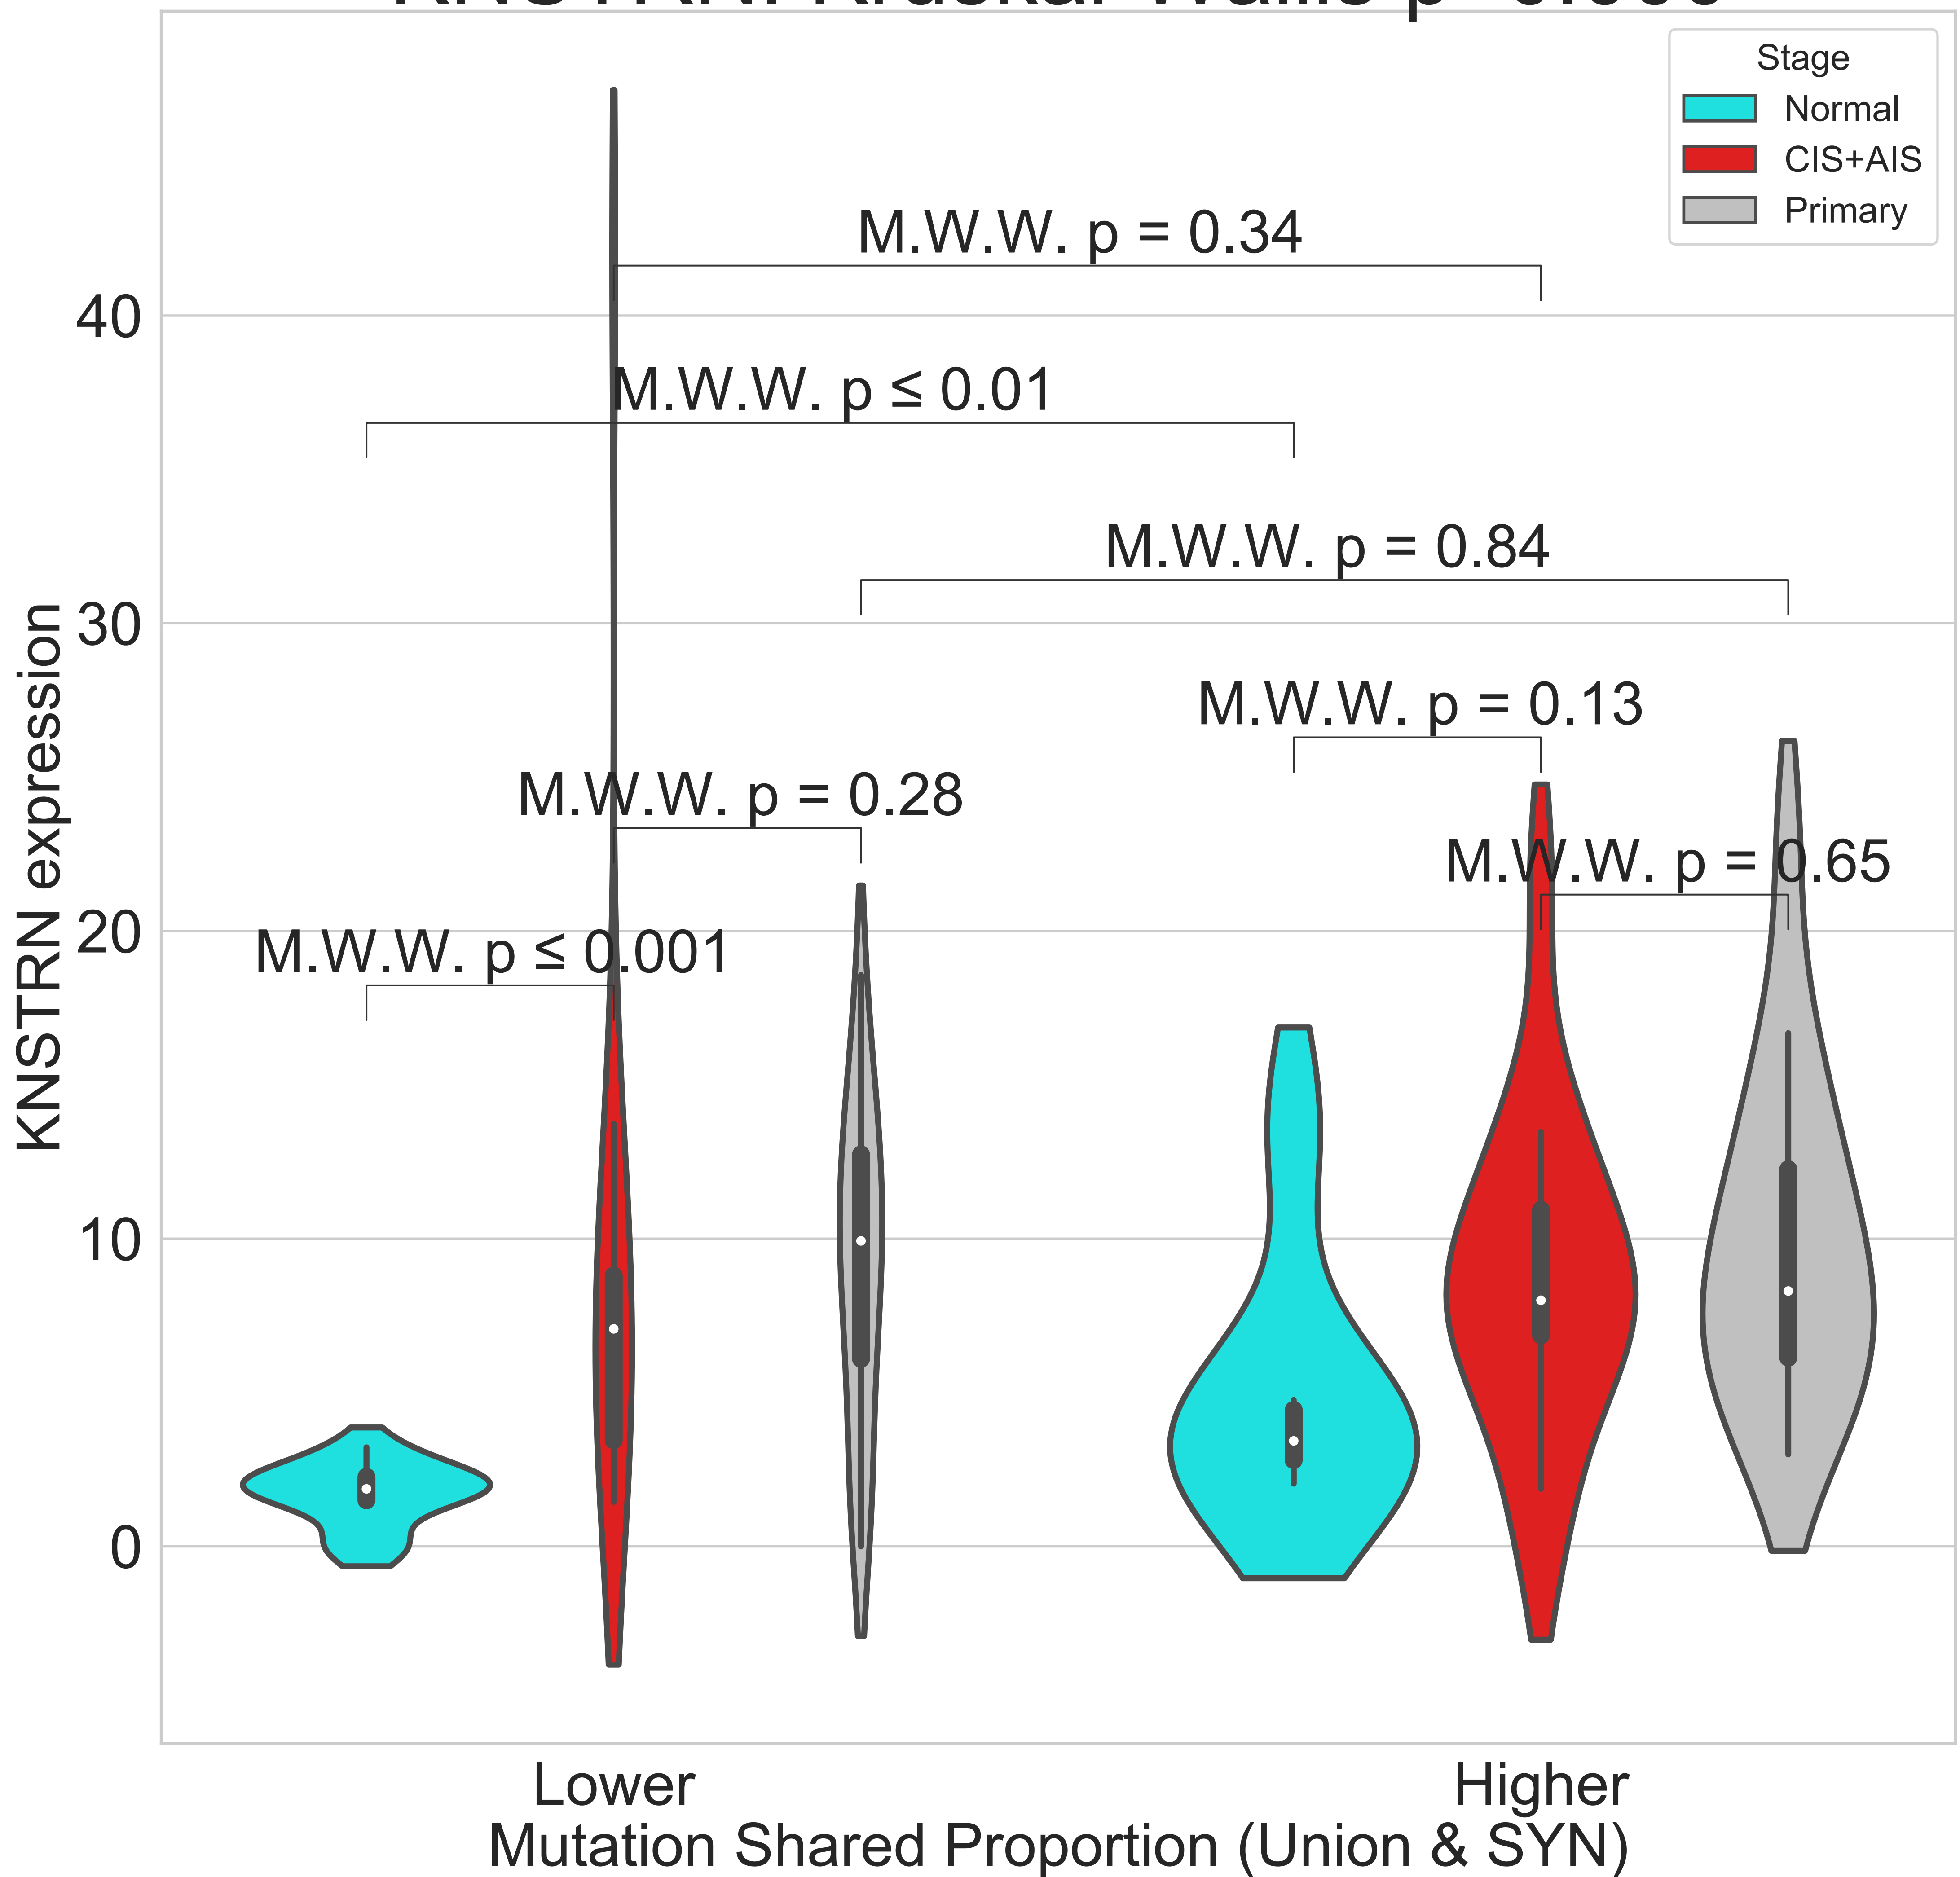 Stage
Normal
CIS+AIS
Primary
M.W.W. p = 0.34
M.W.W. p ≤ 0.01
M.W.W. p = 0.84
M.W.W. p = 0.13
M.W.W. p = 0.28
M.W.W. p = 0.65
M.W.W. p ≤ 0.001
KNSTRN expression
40
30
20
10
0
Lower
Higher
Mutation Shared Proportion (Union & SYN)